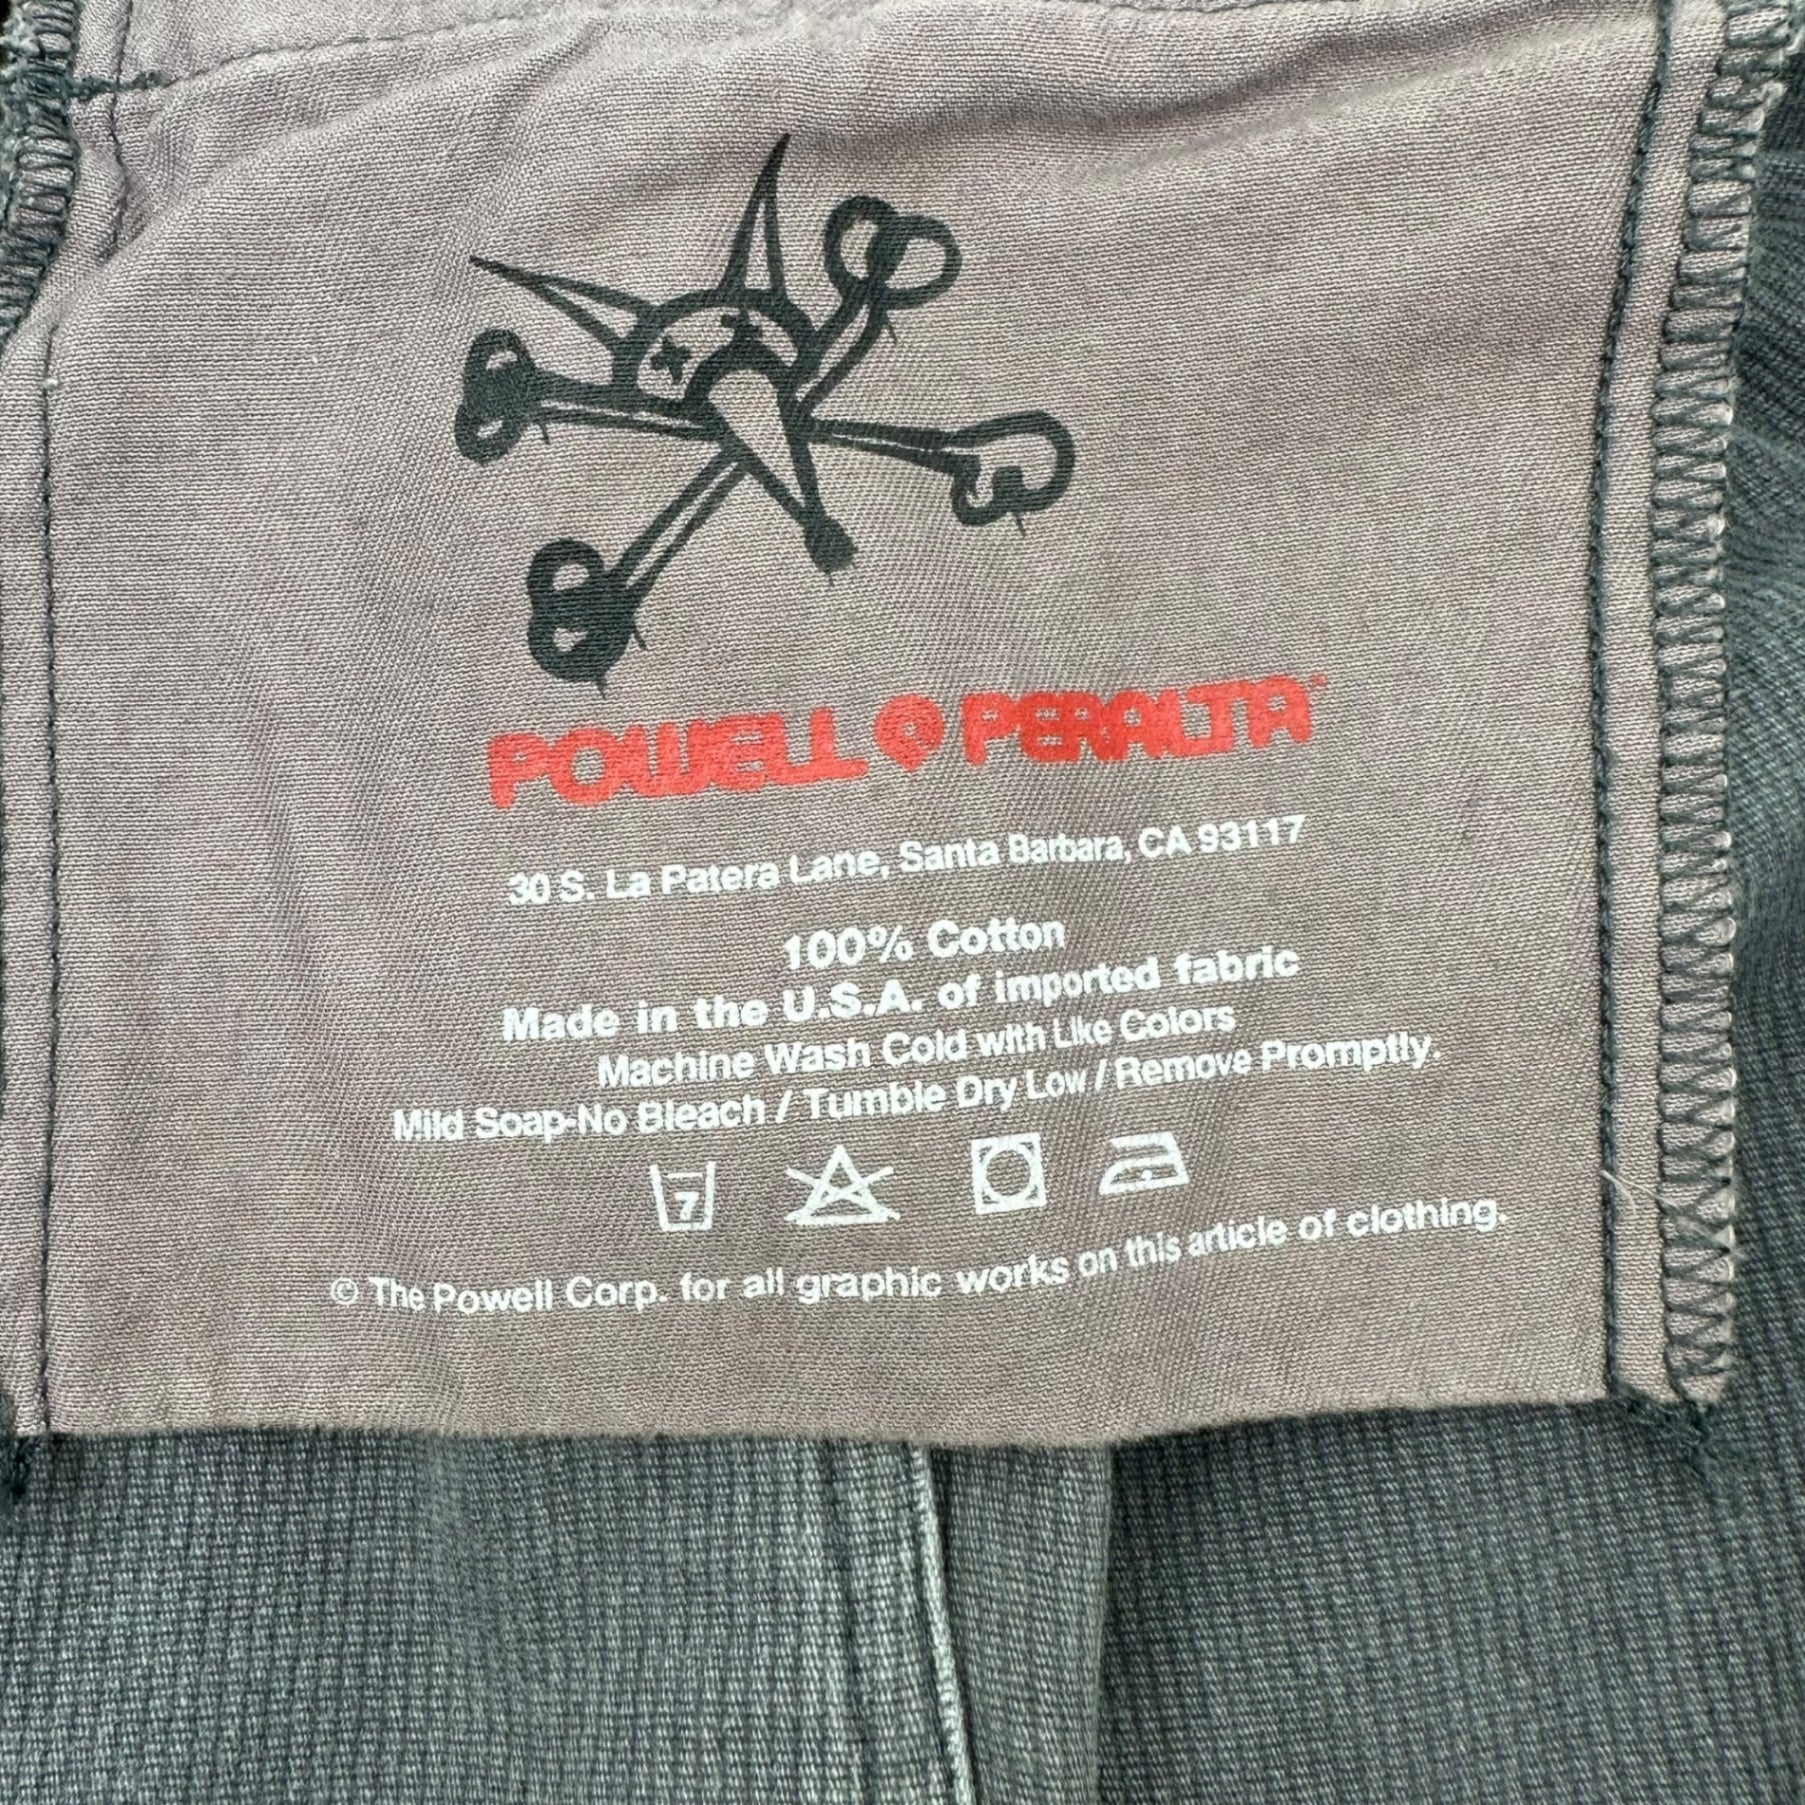 POWELL PERALTA
30 S. La Patera Lane, Santa Barbara, CA 93117
100% Cotton
Made in the U.S.A. of imported fabric
Machine Wash Cold with Like Colors
Mild Soap-No Bleach / Tumble Dry Low / Remove Promptly.
7
© The Powell Corp. for all graphic works on this article of clothing.